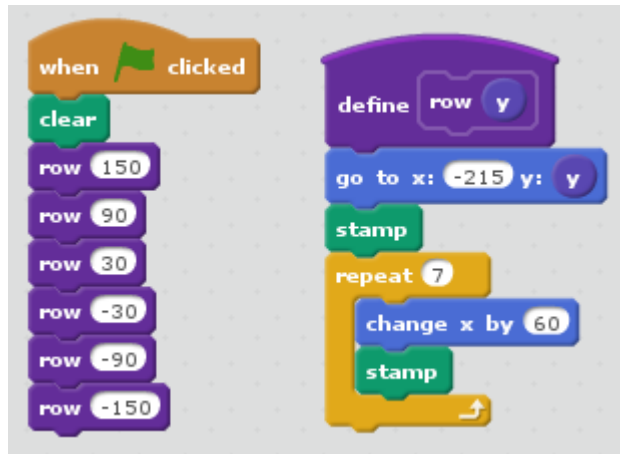 when clicked
clear
row 150
row 90
row 30
row -30
row -90
row -150
define row y
go to x: -215 y: y
stamp
repeat 7
change x by 60
stamp